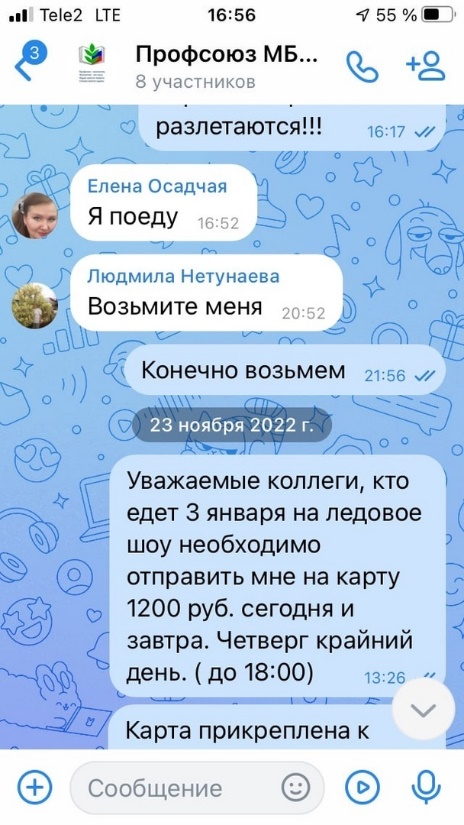 Tele2 LTE 16:56 55 %
3
Профсоюз МБ...
8 участников
разлетаются!!! 16:17
Елена Осадчая
Я поеду 16:52
Людмила Нетунаева
Возьмите меня 20:52
Конечно возьмем 21:56
23 ноября 2022 г.
Уважаемые коллеги, кто
едет 3 января на ледовое
шоу необходимо
отправить мне на карту
1200 руб. сегодня и
завтра. Четверг крайний
день. ( до 18:00) 13:26
Карта прикреплена к
Сообщение